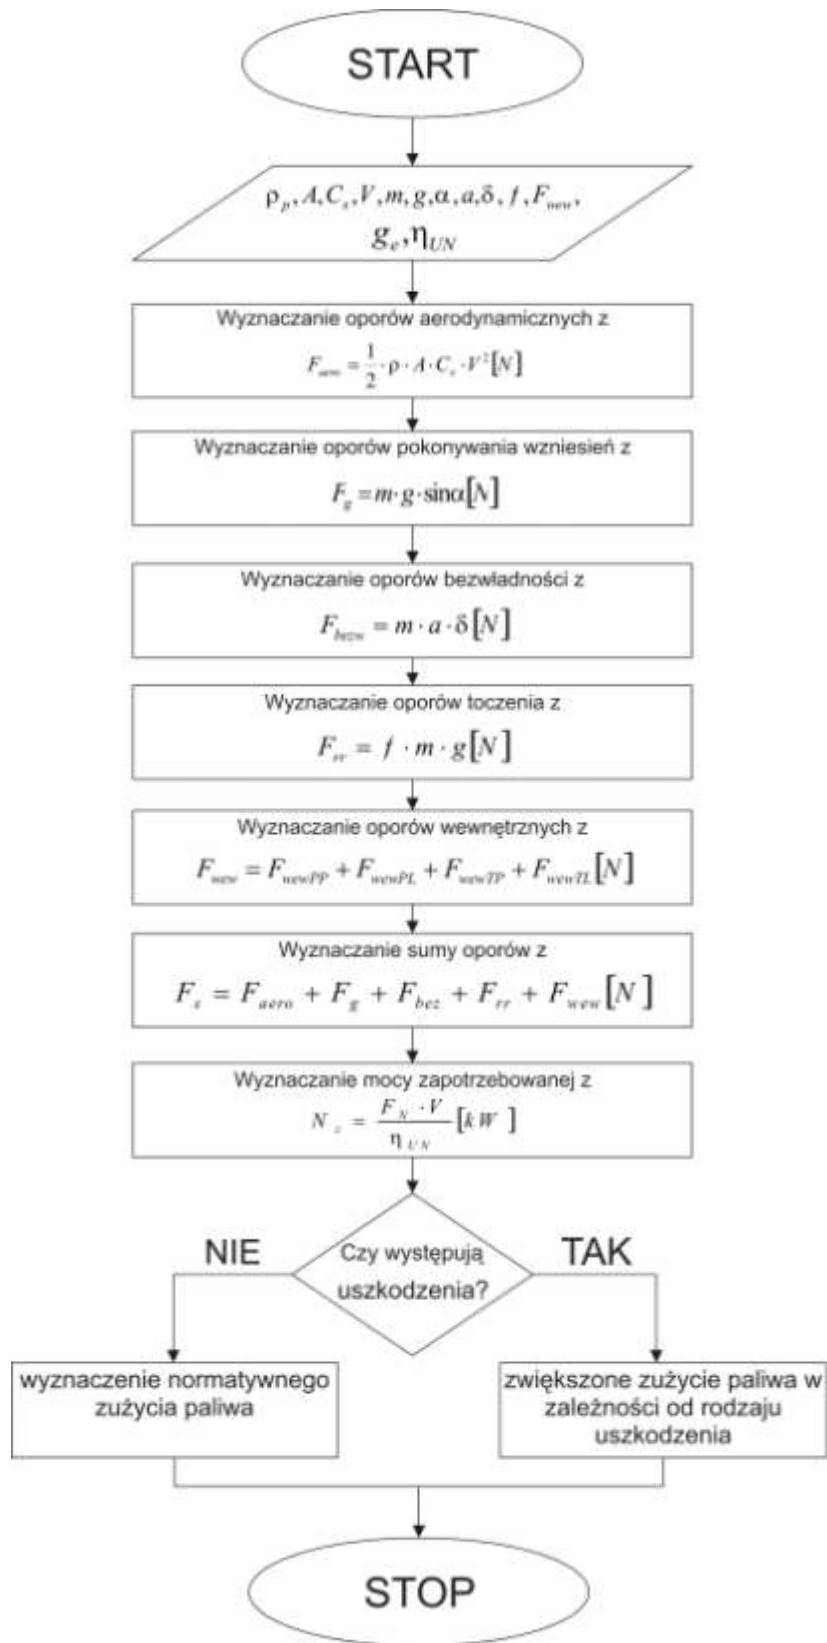 START
ρ_p, A, C_x, V, m, g, α, a, δ, f, F_wew,
g_e, η_UN
Wyznaczanie oporów aerodynamicznych z
F_aero = 1/2 · ρ · A · C_x · V² [N]
Wyznaczanie oporów pokonywania wzniesień z
F_g = m · g · sinα [N]
Wyznaczanie oporów bezwładności z
F_bezw = m · a · δ [N]
Wyznaczanie oporów toczenia z
F_rr = f · m · g [N]
Wyznaczanie oporów wewnętrznych z
F_wew = F_wewPP + F_wewPL + F_wewTP + F_wewTL [N]
Wyznaczanie sumy oporów z
F_s = F_aero + F_g + F_bez + F_rr + F_wew [N]
Wyznaczanie mocy zapotrzebowanej z
N_z = F_N · V / η_UN [kW]
Czy występują
uszkodzenia?
NIE
TAK
wyznaczenie normatywnego
zużycia paliwa
zwiększone zużycie paliwa w
zależności od rodzaju
uszkodzenia
STOP